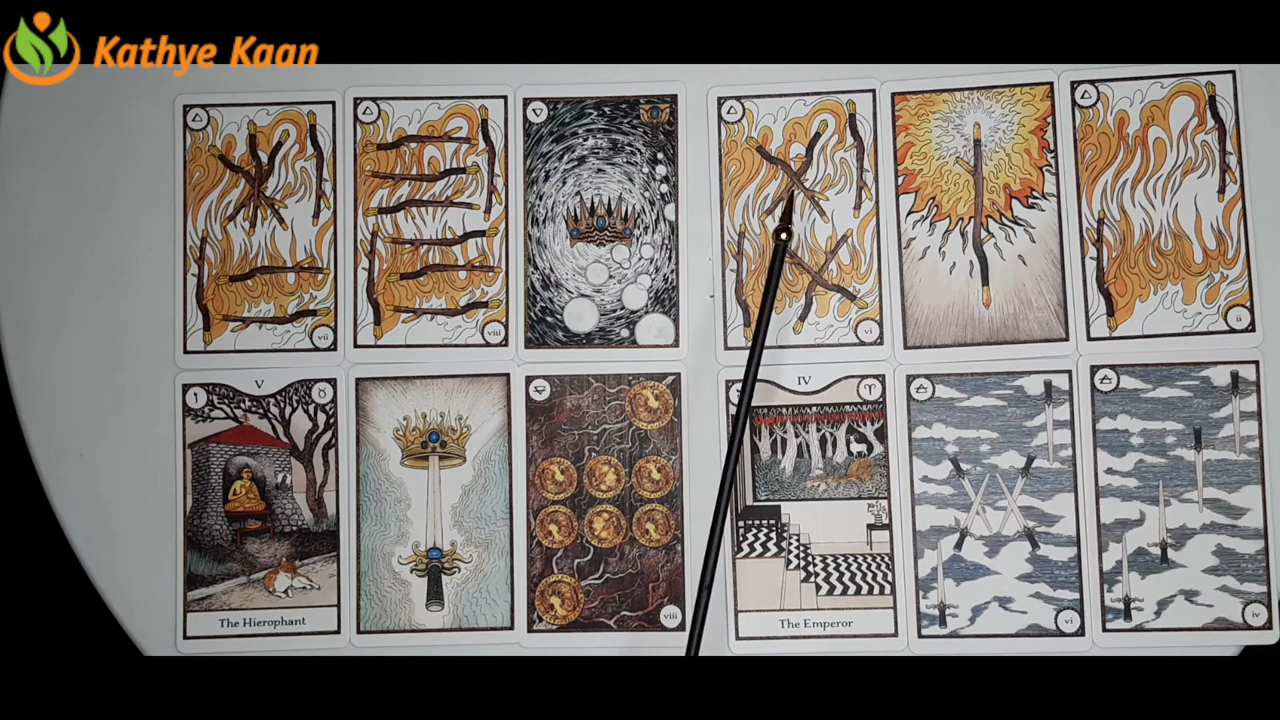 Kathye Kaan
vii
viii
vi
ii
V
The Hierophant
viii
IV
The Emperor
vi
iv